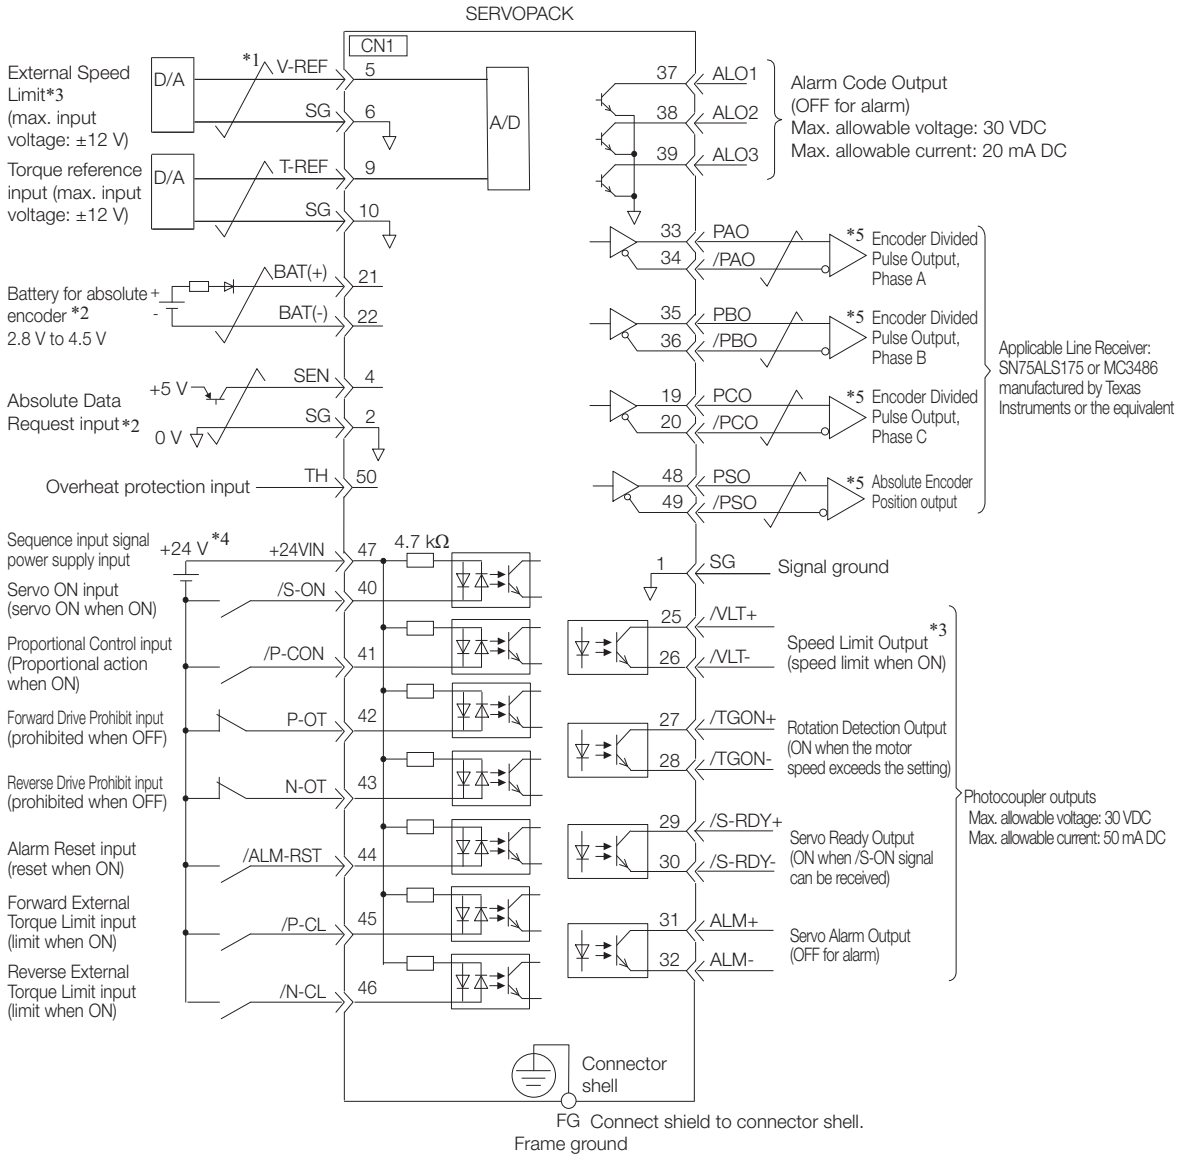 SERVOPACK
CN1
External Speed
Limit*3
(max. input
voltage: ±12 V)
D/A
*1
V-REF
5
SG
6
A/D
Torque reference
input (max. input
voltage: ±12 V)
D/A
T-REF
9
SG
10
Battery for absolute
encoder *2
2.8 V to 4.5 V
+
-
BAT(+)
21
BAT(-)
22
Absolute Data
Request input*2
+5 V
SEN
4
0 V
SG
2
Overheat protection input
TH
50
Sequence input signal
power supply input
+24 V *4
+24VIN
47
4.7 kΩ
Servo ON input
(servo ON when ON)
/S-ON
40
Proportional Control input
(Proportional action
when ON)
/P-CON
41
Forward Drive Prohibit input
(prohibited when OFF)
P-OT
42
Reverse Drive Prohibit input
(prohibited when OFF)
N-OT
43
Alarm Reset input
(reset when ON)
/ALM-RST
44
Forward External
Torque Limit input
(limit when ON)
/P-CL
45
Reverse External
Torque Limit input
(limit when ON)
/N-CL
46
37
ALO1
38
ALO2
39
ALO3
Alarm Code Output
(OFF for alarm)
Max. allowable voltage: 30 VDC
Max. allowable current: 20 mA DC
33
PAO
34
/PAO
*5 Encoder Divided
Pulse Output,
Phase A
35
PBO
36
/PBO
*5 Encoder Divided
Pulse Output,
Phase B
19
PCO
20
/PCO
*5 Encoder Divided
Pulse Output,
Phase C
48
PSO
49
/PSO
*5 Absolute Encoder
Position output
Applicable Line Receiver:
SN75ALS175 or MC3486
manufactured by Texas
Instruments or the equivalent
1
SG
Signal ground
25
/VLT+
26
/VLT-
Speed Limit Output *3
(speed limit when ON)
27
/TGON+
28
/TGON-
Rotation Detection Output
(ON when the motor
speed exceeds the setting)
29
/S-RDY+
30
/S-RDY-
Servo Ready Output
(ON when /S-ON signal
can be received)
31
ALM+
32
ALM-
Servo Alarm Output
(OFF for alarm)
Photocoupler outputs
Max. allowable voltage: 30 VDC
Max. allowable current: 50 mA DC
Connector
shell
FG Connect shield to connector shell.
Frame ground